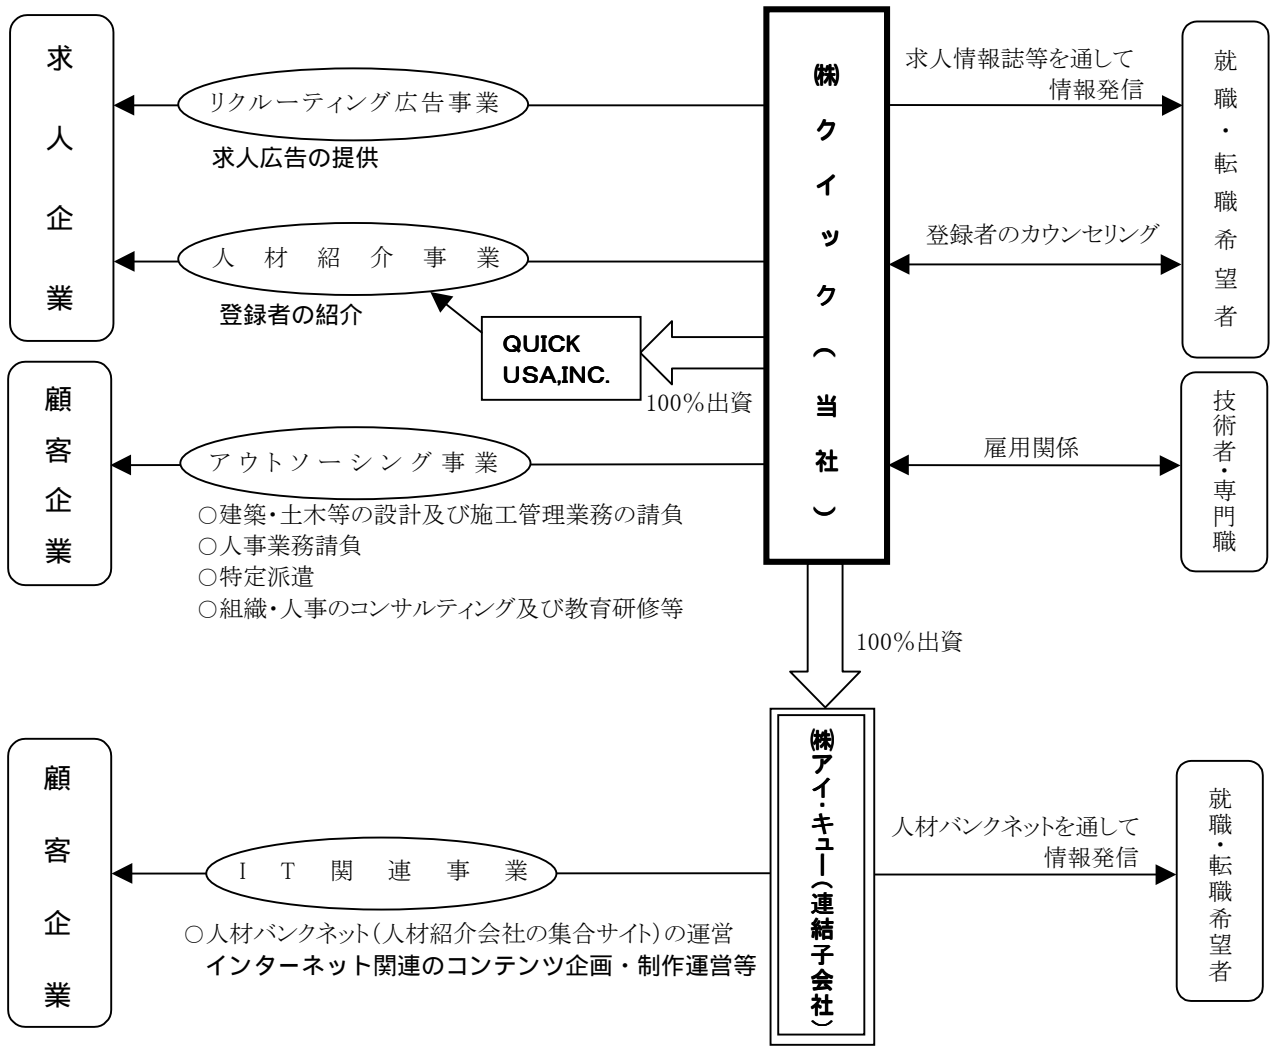 求人企業
リクルーティング広告事業
求人広告の提供
人材紹介事業
登録者の紹介
QUICK
USA,INC.
100%出資
㈱クイック(当社)
求人情報誌等を通して
情報発信
登録者のカウンセリング
就職・転職希望者
顧客企業
アウトソーシング事業
○建築・土木等の設計及び施工管理業務の請負
○人事業務請負
○特定派遣
○組織・人事のコンサルティング及び教育研修等
雇用関係
技術者・専門職
100%出資
顧客企業
IT関連事業
○人材バンクネット(人材紹介会社の集合サイト)の運営
インターネット関連のコンテンツ企画・制作運営等
㈱アイ・キュー(連結子会社)
人材バンクネットを通して
情報発信
就職・転職希望者